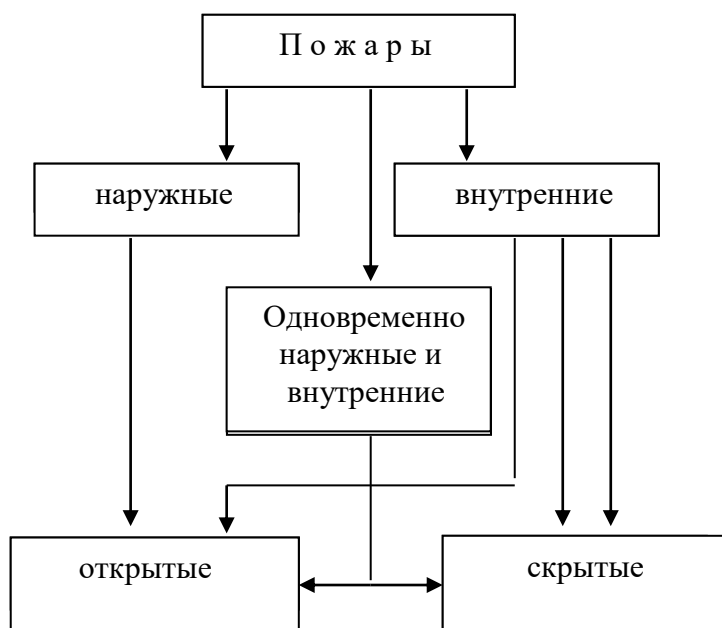 П о ж а р ы
наружные
внутренние
Одновременно
наружные и
внутренние
открытые
скрытые